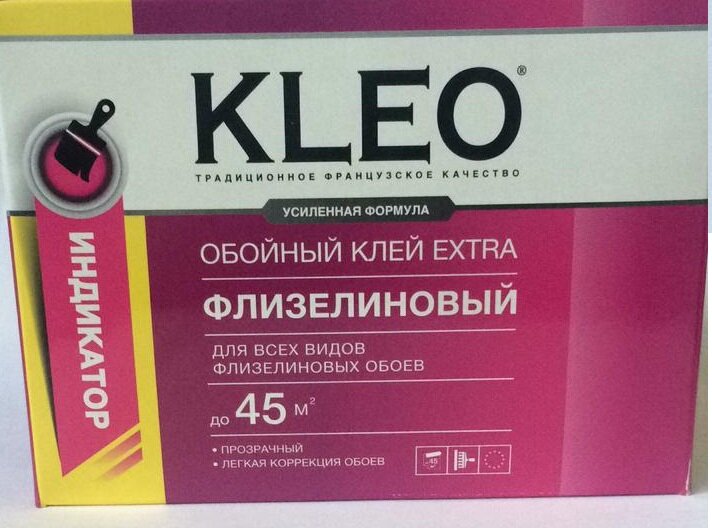 KLEO®
ТРАДИЦИОННОЕ ФРАНЦУЗСКОЕ КАЧЕСТВО
УСИЛЕННАЯ ФОРМУЛА
ИНДИКАТОР
ОБОЙНЫЙ КЛЕЙ EXTRA
ФЛИЗЕЛИНОВЫЙ
ДЛЯ ВСЕХ ВИДОВ
ФЛИЗЕЛИНОВЫХ ОБОЕВ
до 45 м²
• ПРОЗРАЧНЫЙ
• ЛЕГКАЯ КОРРЕКЦИЯ ОБОЕВ
45